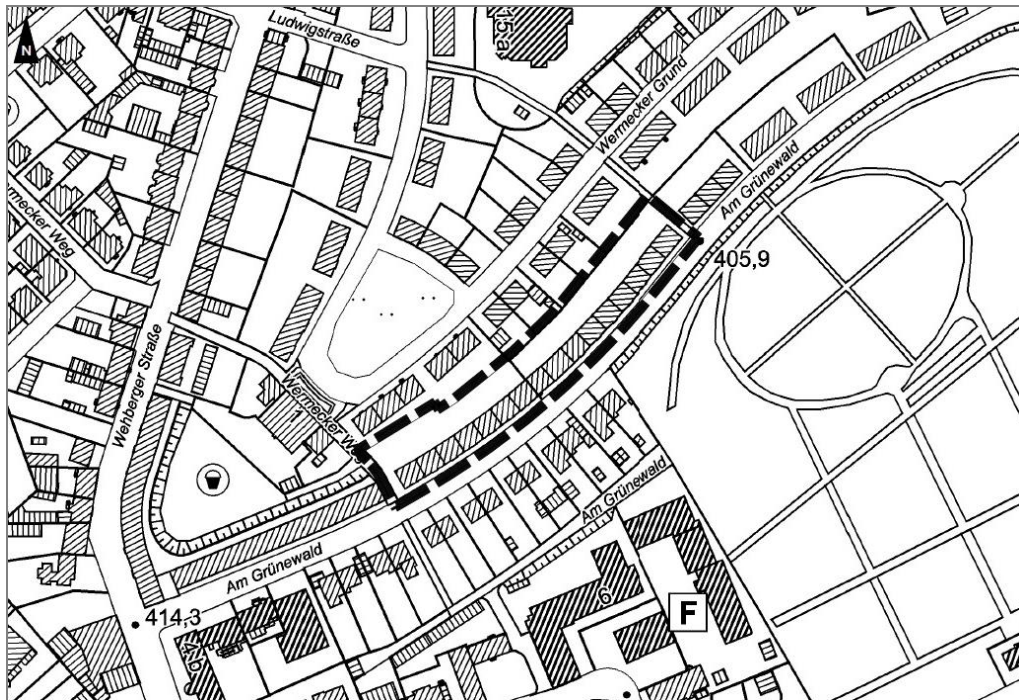 N
Ludwigstraße
15a
Wermecker Grund
Am Grünewald
405,9
Wehberger Straße
Wermecker Weg
1
Am Grünewald
Am Grünewald
414,3
6
F